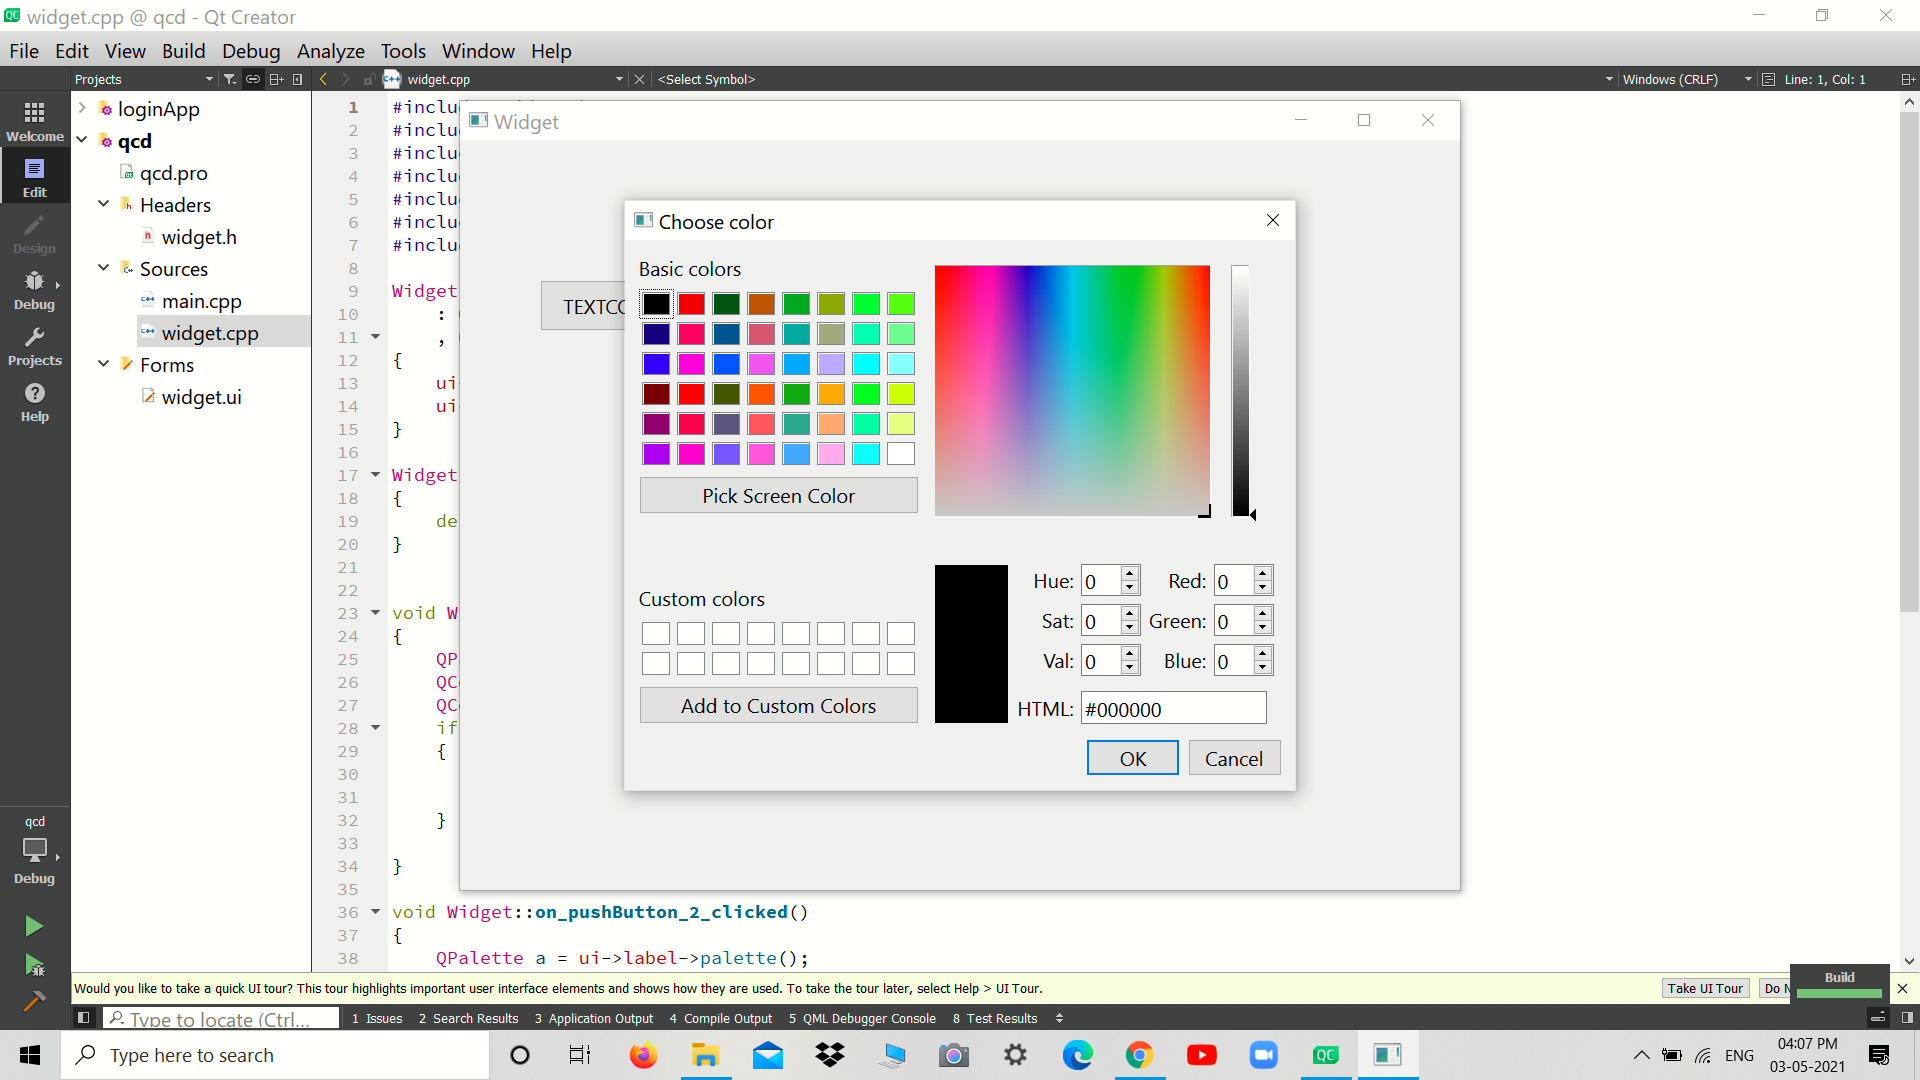 widget.cpp @ qcd - Qt Creator
File Edit View Build Debug Analyze Tools Window Help
Projects widget.cpp <Select Symbol> Windows (CRLF) Line: 1, Col: 1
Welcome
Edit
Design
Debug
Projects
Help
qcd
Debug
loginApp
qcd
qcd.pro
Headers
widget.h
Sources
main.cpp
widget.cpp
Forms
widget.ui
1 #inclu
2 #inclu
3 #inclu
4 #inclu
5 #inclu
6 #inclu
7 #inclu
8
9 Widget
10 :
11 ,
12 {
13 ui
14 ui
15 }
16
17 Widget
18 {
19 de
20 }
21
22
23 void W
24 {
25 QP
26 QC
27 QC
28 if
29 {
30
31
32 }
33
34 }
35
36 void Widget::on_pushButton_2_clicked()
37 {
38 QPalette a = ui->label->palette();
Widget
TEXTCO
Choose color
Basic colors
Pick Screen Color
Custom colors
Add to Custom Colors
Hue: 0 Red: 0
Sat: 0 Green: 0
Val: 0 Blue: 0
HTML: #000000
OK Cancel
Would you like to take a quick UI tour? This tour highlights important user interface elements and shows how they are used. To take the tour later, select Help > UI Tour.
Take UI Tour Do N
Build
Type to locate (Ctrl... 1 Issues 2 Search Results 3 Application Output 4 Compile Output 5 QML Debugger Console 8 Test Results
Type here to search
ENG
04:07 PM
03-05-2021